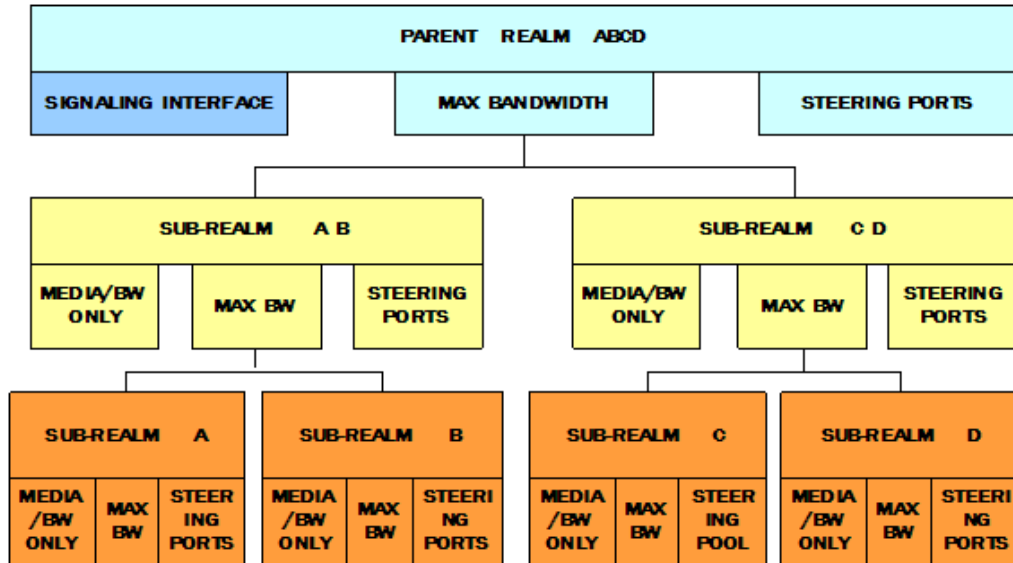 PARENT REALM ABCD
SIGNALING INTERFACE
MAX BANDWIDTH
STEERING PORTS
SUB-REALM A B
SUB-REALM C D
MEDIA/BW
ONLY
MAX BW
STEERING
PORTS
MEDIA/BW
ONLY
MAX BW
STEERING
PORTS
SUB-REALM A
SUB-REALM B
SUB-REALM C
SUB-REALM D
MEDIA
/BW
ONLY
MAX
BW
STEER
ING
PORTS
MEDIA
/BW
ONLY
MAX
BW
STEERI
NG
PORTS
MEDIA
/BW
ONLY
MAX
BW
STEER
ING
POOL
MEDIA
/BW
ONLY
MAX
BW
STEERI
NG
PORTS